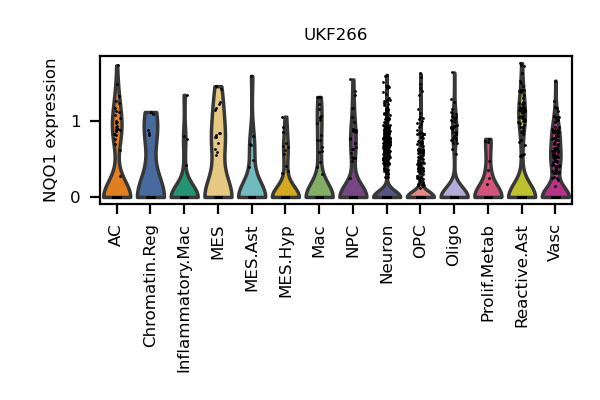 UKF266
NQO1 expression
1
0
AC
Chromatin.Reg
Inflammatory.Mac
MES
MES.Ast
MES.Hyp
Mac
NPC
Neuron
OPC
Oligo
Prolif.Metab
Reactive.Ast
Vasc